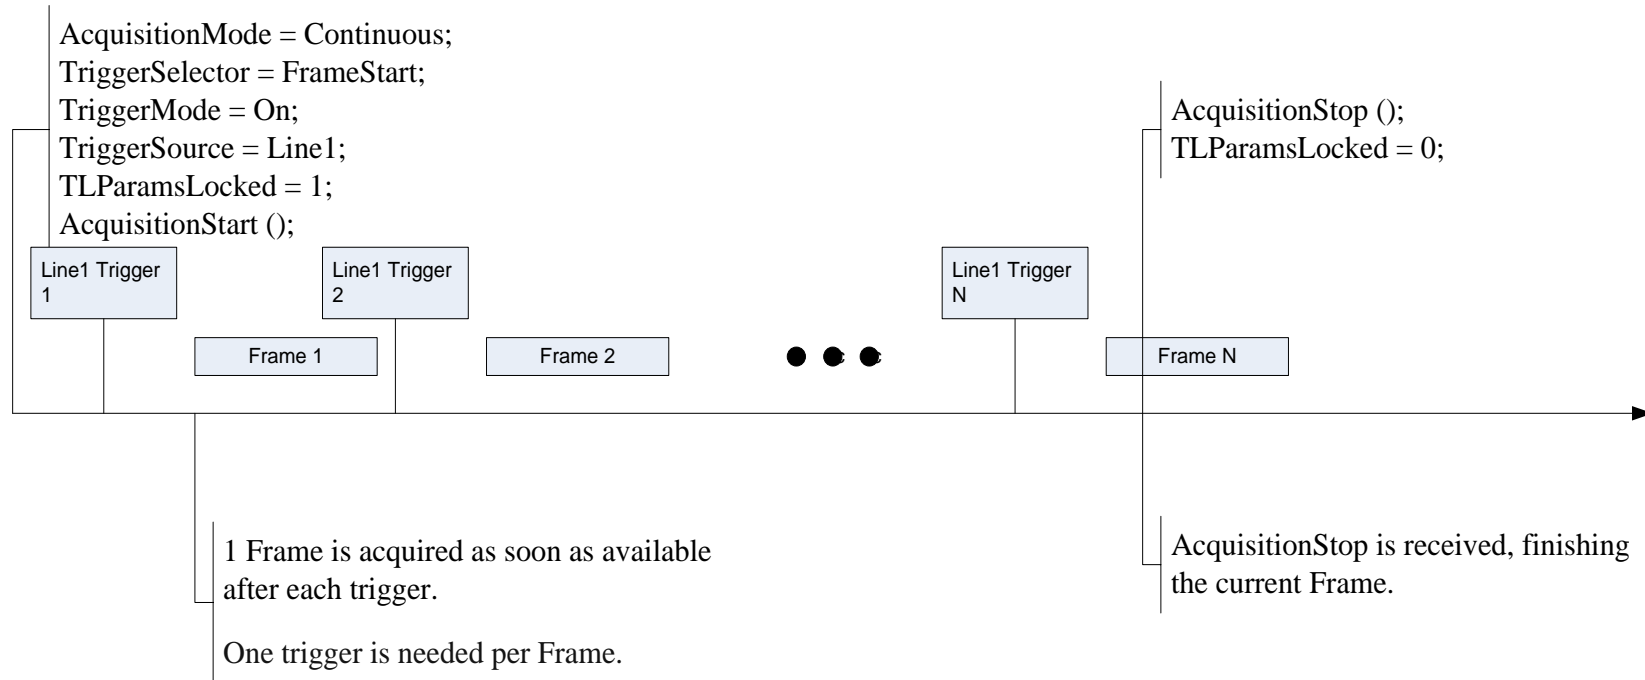 AcquisitionMode = Continuous;
TriggerSelector = FrameStart;
TriggerMode = On;
TriggerSource = Line1;
TLParamsLocked = 1;
AcquisitionStart ();
AcquisitionStop ();
TLParamsLocked = 0;
Line1 Trigger
1
Line1 Trigger
2
Line1 Trigger
N
Frame 1
Frame 2
Frame N
1 Frame is acquired as soon as available
after each trigger.
One trigger is needed per Frame.
AcquisitionStop is received, finishing
the current Frame.